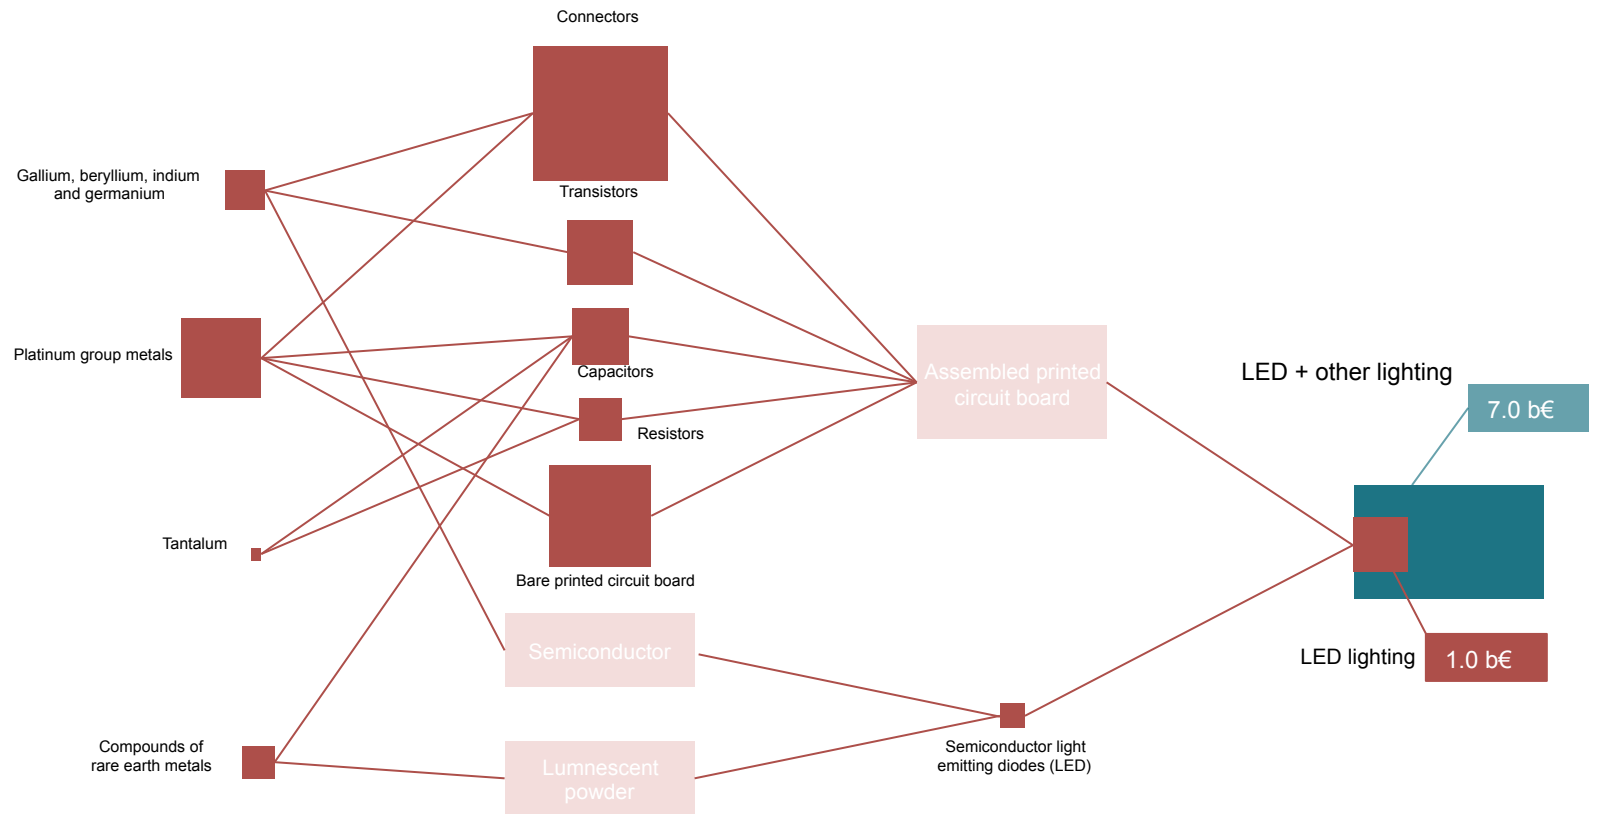 Connectors
Gallium, beryllium, indium
and germanium
Transistors
Platinum group metals
Capacitors
Resistors
Assembled printed
circuit board
LED + other lighting
7.0 b€
Tantalum
Bare printed circuit board
Semiconductor
LED lighting
1.0 b€
Compounds of
rare earth metals
Lumnescent
powder
Semiconductor light
emitting diodes (LED)